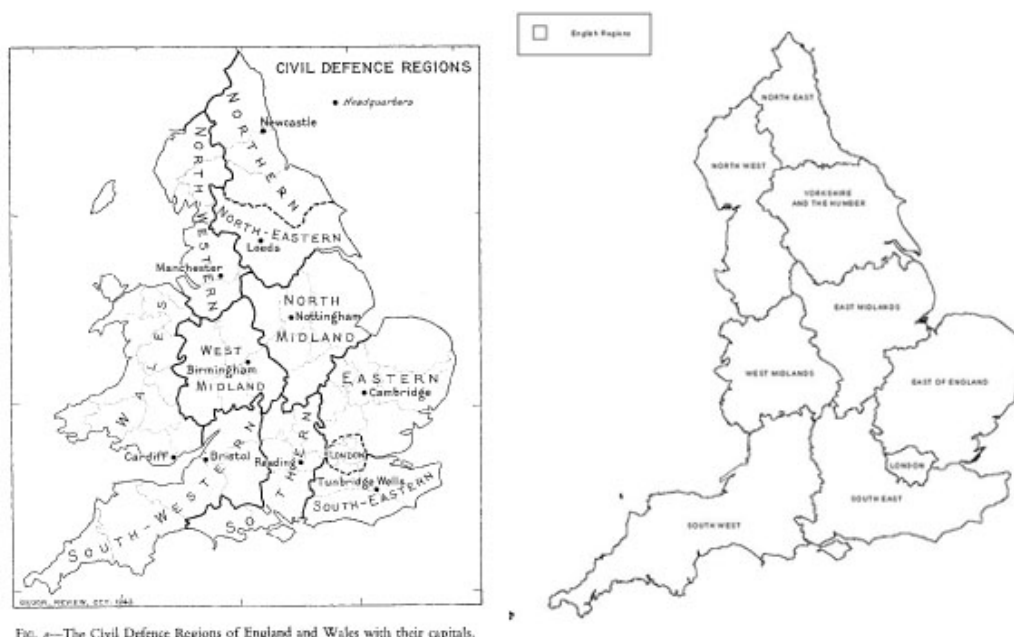 CIVIL DEFENCE REGIONS
Headquarters
NORTHERN
Newcastle
NORTH-WESTERN
NORTH-EASTERN
Leeds
Manchester
NORTH MIDLAND
Nottingham
WALES
WEST MIDLAND
Birmingham
EASTERN
Cambridge
Cardiff
Bristol
Reading
LONDON
Tunbridge Wells
SOUTH-EASTERN
SOUTHERN
SOUTH-WESTERN
FIG. —The Civil Defence Regions of England and Wales with their capitals.
English Regions
NORTH EAST
NORTH WEST
YORKSHIRE
AND THE HUMBER
EAST MIDLANDS
WEST MIDLANDS
EAST OF ENGLAND
LONDON
SOUTH EAST
SOUTH WEST